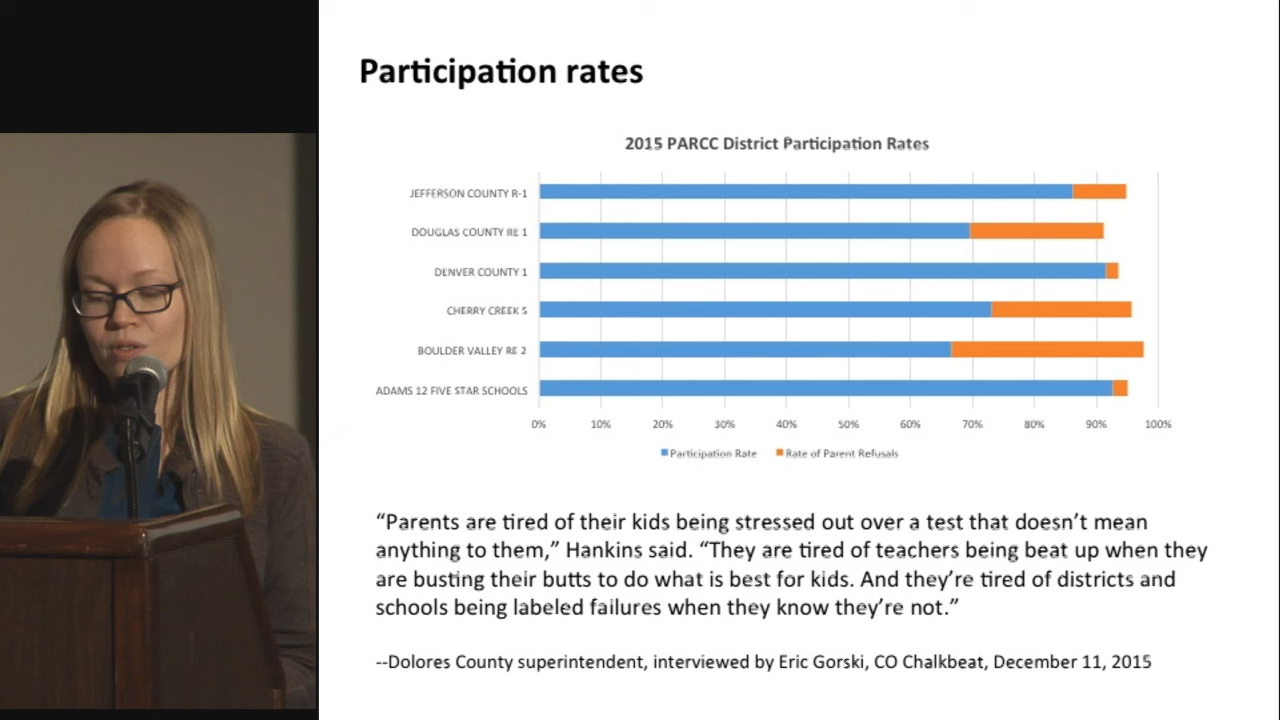 Participation rates
2015 PARCC District Participation Rates
JEFFERSON COUNTY R-1
DOUGLAS COUNTY RE 1
DENVER COUNTY 1
CHERRY CREEK 5
BOULDER VALLEY RE 2
ADAMS 12 FIVE STAR SCHOOLS
0% 10% 20% 30% 40% 50% 60% 70% 80% 90% 100%
Participation Rate Rate of Parent Refusals
“Parents are tired of their kids being stressed out over a test that doesn’t mean
anything to them,” Hankins said. “They are tired of teachers being beat up when they
are busting their butts to do what is best for kids. And they’re tired of districts and
schools being labeled failures when they know they’re not.”
--Dolores County superintendent, interviewed by Eric Gorski, CO Chalkbeat, December 11, 2015